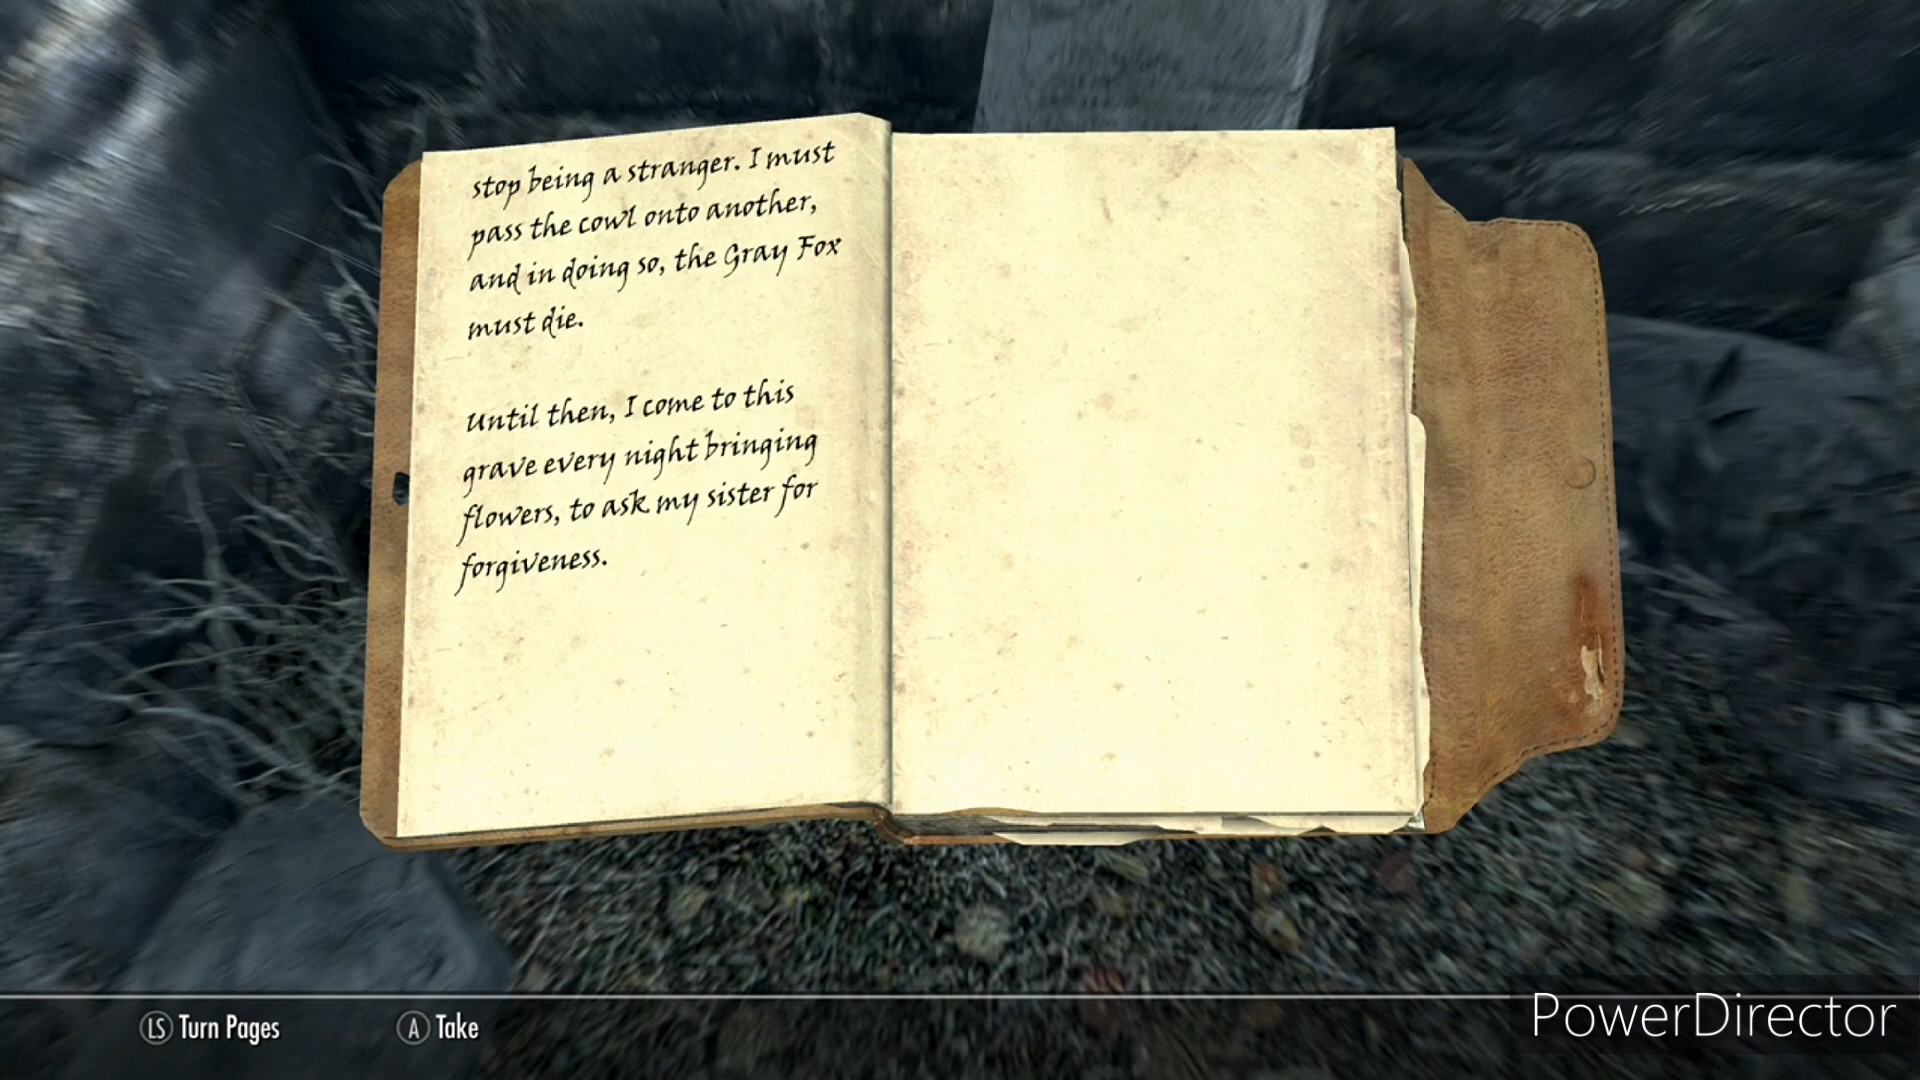 stop being a stranger. I must
pass the cowl onto another,
and in doing so, the Gray Fox
must die.
Until then, I come to this
grave every night bringing
flowers, to ask my sister for
forgiveness.
LS Turn Pages
A Take
PowerDirector